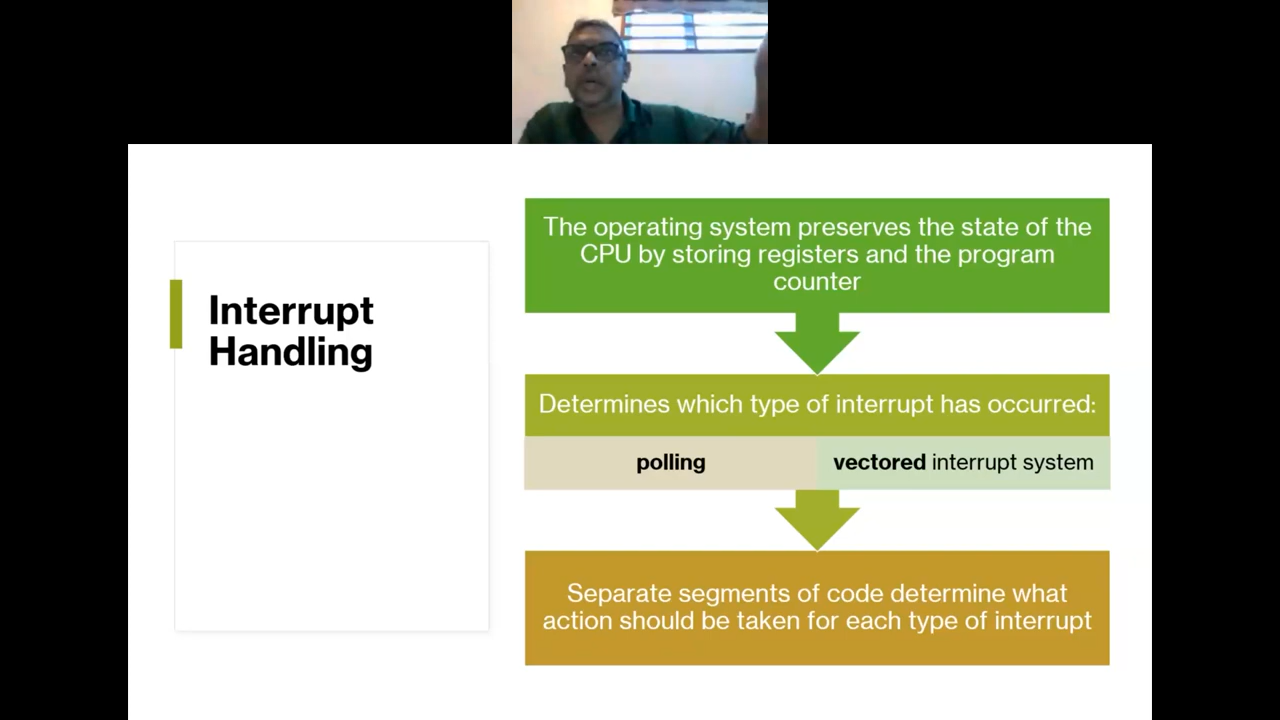 Interrupt
Handling
The operating system preserves the state of the
CPU by storing registers and the program
counter
Determines which type of interrupt has occurred:
polling
vectored interrupt system
Separate segments of code determine what
action should be taken for each type of interrupt